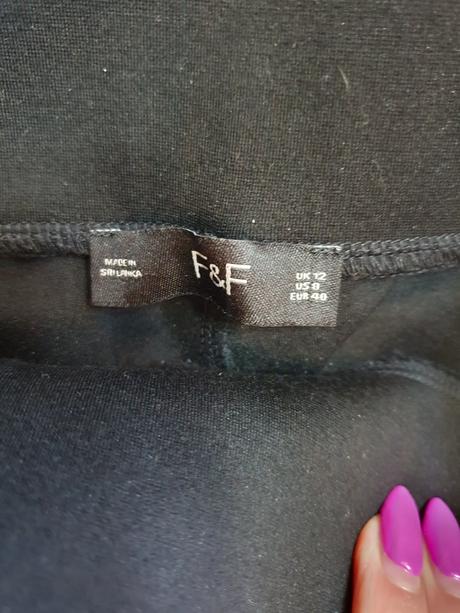 MADE IN
SRI LANKA
F&F
UK 12
US 8
EUR 40